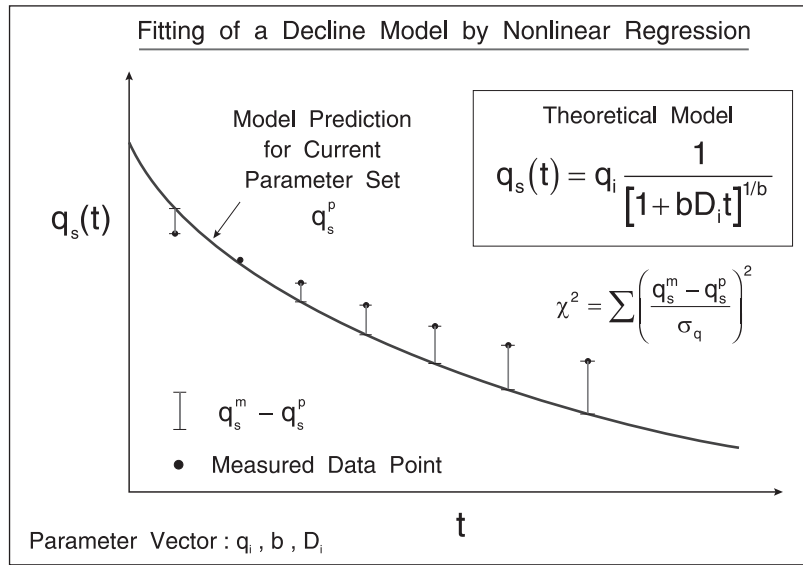 Fitting of a Decline Model by Nonlinear Regression
Model Prediction
for Current
Parameter Set
q_s^p
Theoretical Model
q_s(t) = q_i 1/[1 + bD_i t]^{1/b}
q_s(t)
χ² = ∑((q_s^m − q_s^p)/σ_q)²
q_s^m − q_s^p
Measured Data Point
t
Parameter Vector : q_i , b , D_i